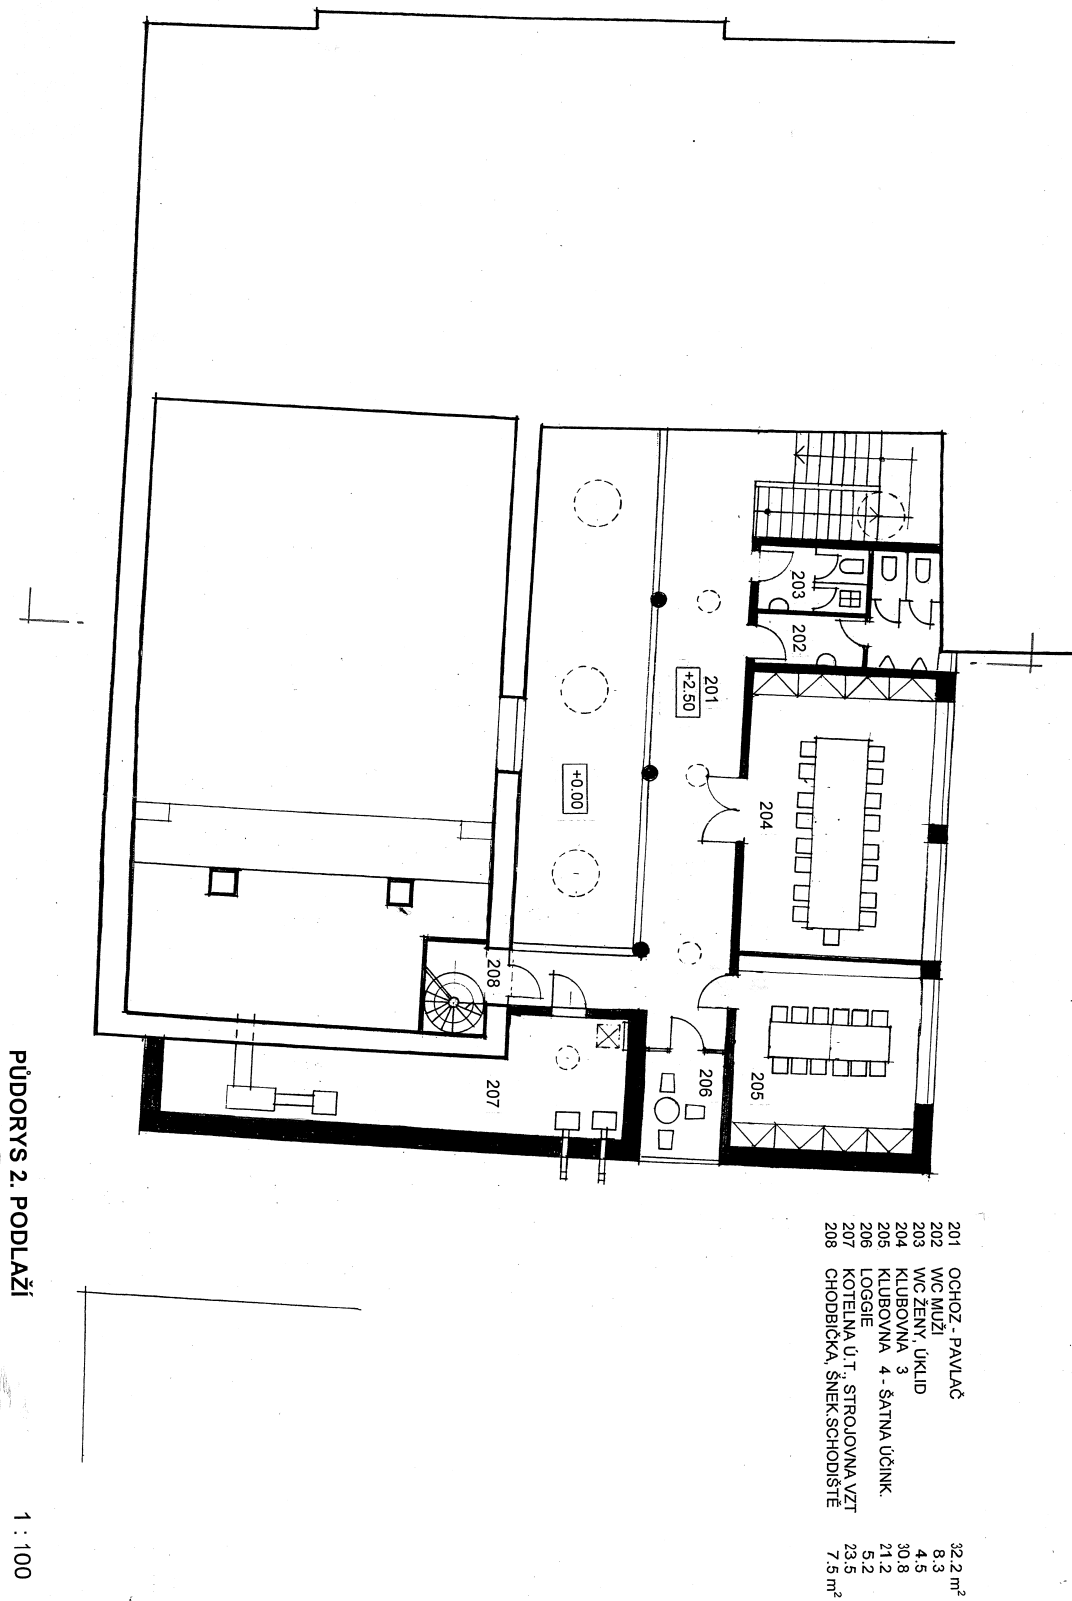 201 OCHOZ - PAVLAČ 32.2 m²
202 WC MUŽI 8.3
203 WC ŽENY, ÚKLID 4.5
204 KLUBOVNA 3 30.8
205 KLUBOVNA 4 - ŠATNA ÚČINK. 21.2
206 LOGGIE 5.2
207 KOTELNA Ú.T., STROJOVNA VZT 23.5
208 CHODBIČKA, ŠNEK.SCHODIŠTĚ 7.5 m²
203
202
201
+2.50
204
+0.00
205
206
208
207
PŮDORYS 2. PODLAŽÍ 1 : 100